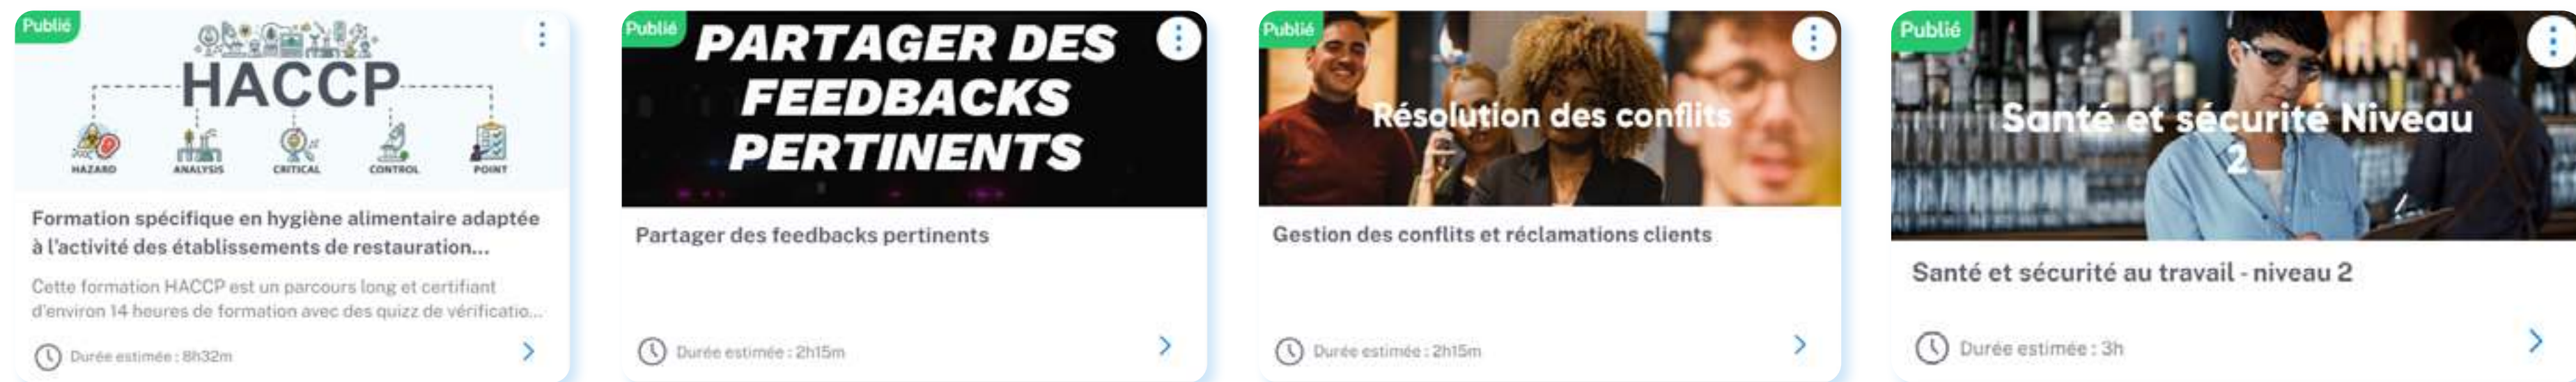 Publié
HACCP
HAZARD
ANALYSIS
CRITICAL
CONTROL
POINT
Formation spécifique en hygiène alimentaire adaptée
à l'activité des établissements de restauration...
Cette formation HACCP est un parcours long et certifiant
d'environ 14 heures de formation avec des quizz de vérificatio...
Durée estimée : 8h32m
Publié
PARTAGER DES
FEEDBACKS
PERTINENTS
Partager des feedbacks pertinents
Durée estimée : 2h15m
Publié
Résolution des conflits
Gestion des conflits et réclamations clients
Durée estimée : 2h15m
Publié
Santé et sécurité Niveau
2
Santé et sécurité au travail - niveau 2
Durée estimée : 3h